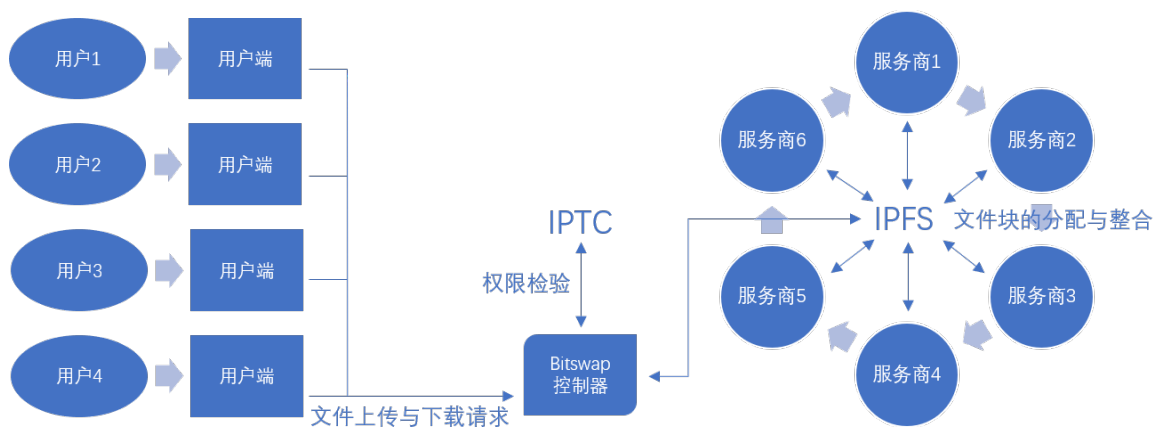 用户1
用户端
用户2
用户端
用户3
用户端
用户4
用户端
文件上传与下载请求
IPTC
权限检验
Bitswap
控制器
服务商1
服务商2
服务商3
服务商4
服务商5
服务商6
IPFS
文件块的分配与整合